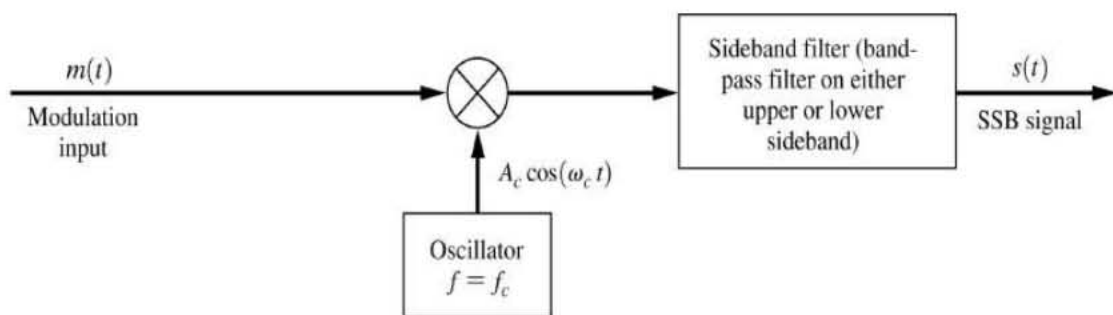 m(t)
Modulation
input
A_c cos(ω_c t)
Oscillator
f = f_c
Sideband filter (band-
pass filter on either
upper or lower
sideband)
s(t)
SSB signal